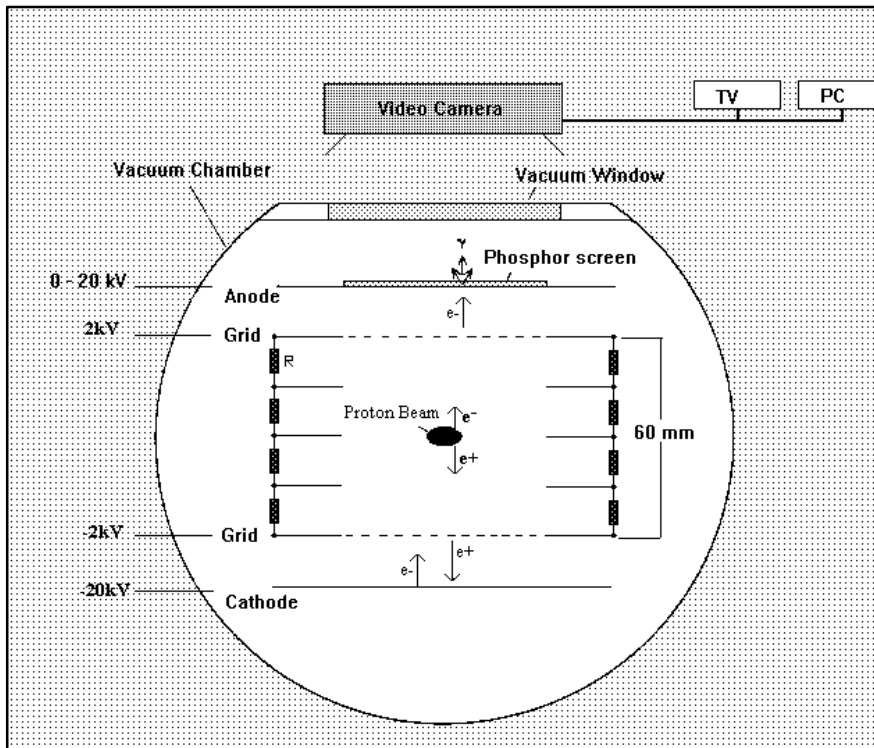 TV
PC
Video Camera
Vacuum Chamber
Vacuum Window
γ
Phosphor screen
0 - 20 kV
Anode
e-
2kV
Grid
R
Proton Beam
e-
e+
60 mm
-2kV
Grid
e-
e+
-20kV
Cathode